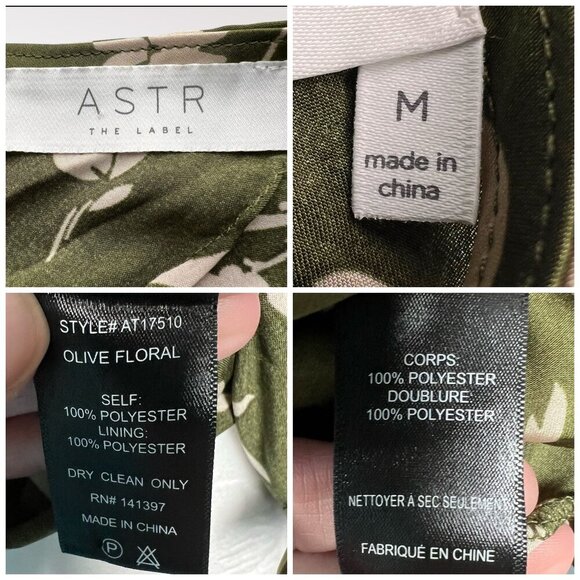 ASTR
THE LABEL
M
made in
china
STYLE# AT17510
OLIVE FLORAL
SELF:
100% POLYESTER
LINING:
100% POLYESTER
DRY CLEAN ONLY
RN# 141397
MADE IN CHINA
P
CORPS:
100% POLYESTER
DOUBLURE:
100% POLYESTER
NETTOYER A SEC SEULEMENT
FABRIQUÉ EN CHINE